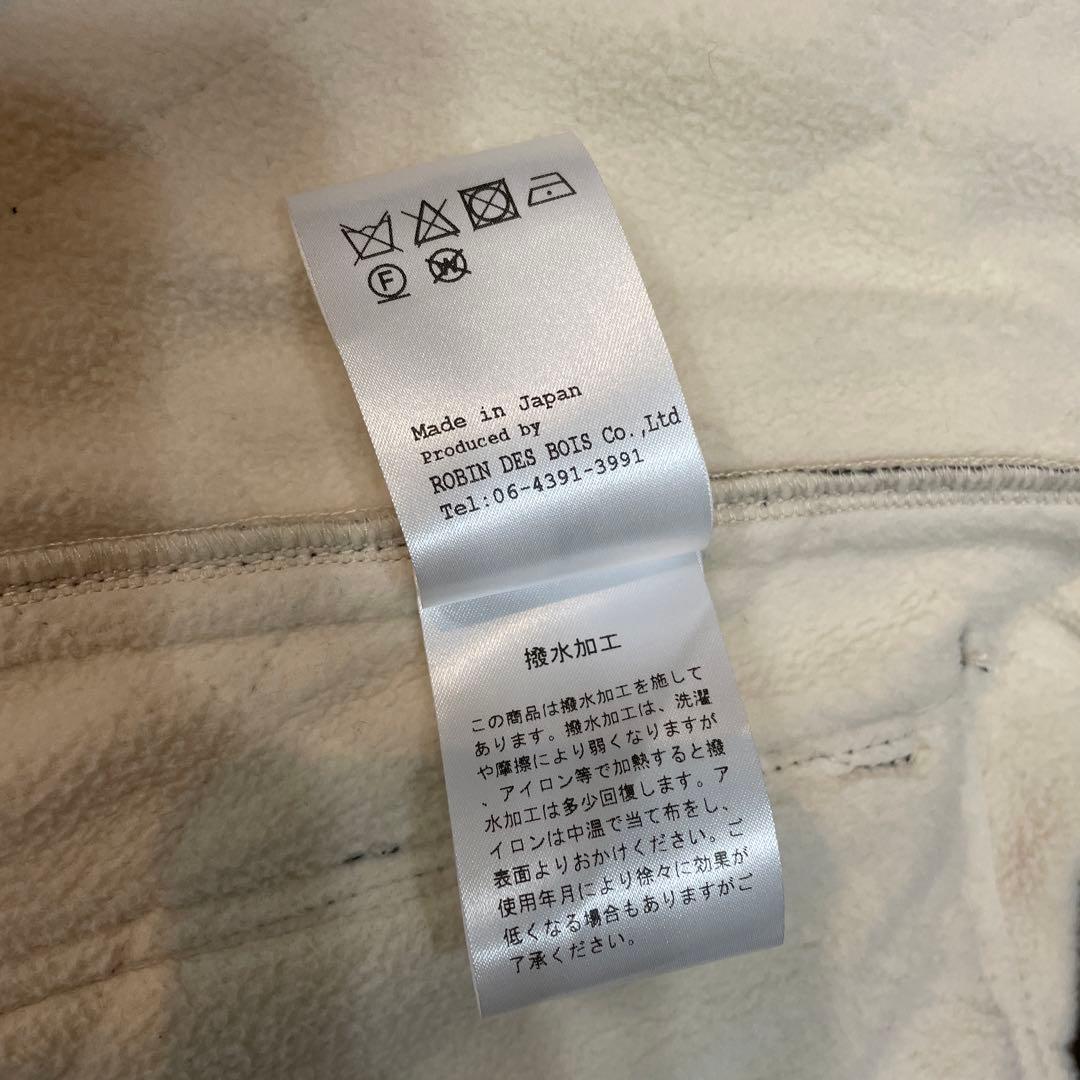 F W
Made in Japan
Produced by
ROBIN DES BOIS Co.,Ltd
Tel:06-4391-3991
撥水加工
この商品は撥水加工を施して
あります。撥水加工は、洗濯
や摩擦により弱くなりますが
、アイロン等で加熱すると撥
水加工は多少回復します。ア
イロンは中温で当て布をし、
表面よりおかけください。ご
使用年月により徐々に効果が
低くなる場合もありますがご
了承ください。